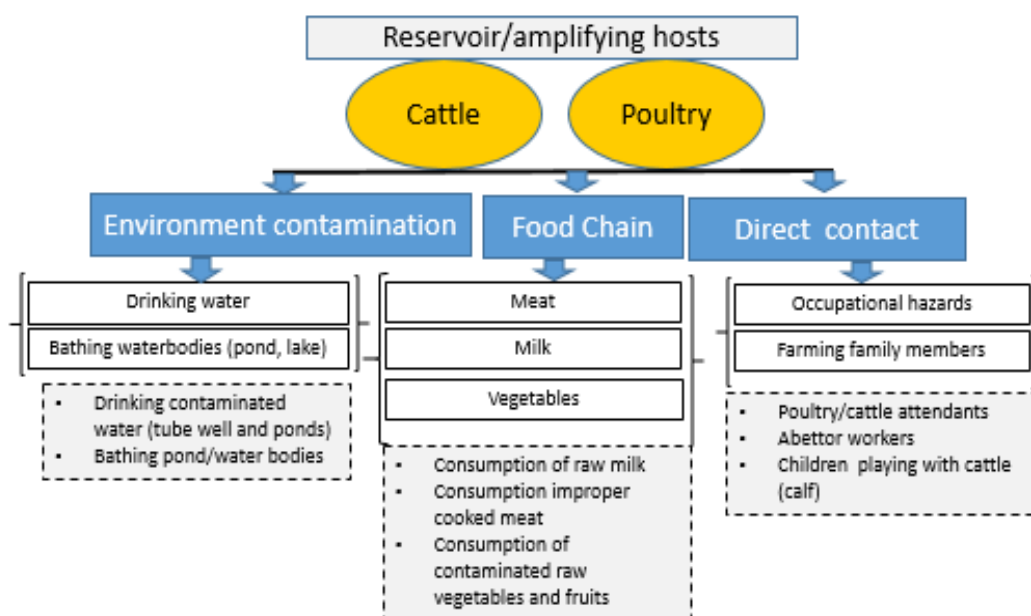 Reservoir/amplifying hosts
Cattle
Poultry
Environment contamination
Food Chain
Direct contact
Drinking water
Bathing waterbodies (pond, lake)
▪ Drinking contaminated
water (tube well and ponds)
▪ Bathing pond/water bodies
Meat
Milk
Vegetables
▪ Consumption of raw milk
▪ Consumption improper
cooked meat
▪ Consumption of
contaminated raw
vegetables and fruits
Occupational hazards
Farming family members
▪ Poultry/cattle attendants
▪ Abettor workers
▪ Children playing with cattle
(calf)